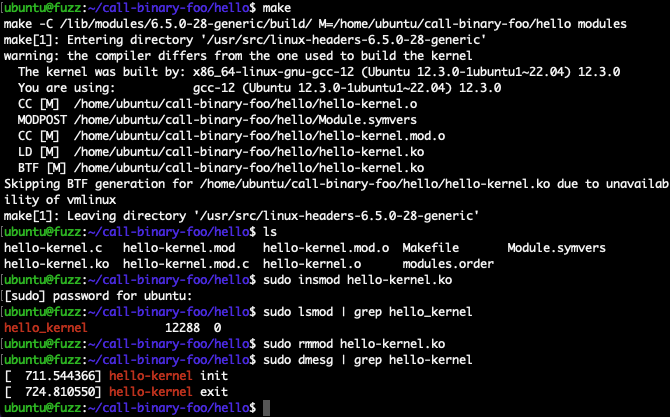 ubuntu@fuzz:~/call-binary-foo/hello$ make
make -C /lib/modules/6.5.0-28-generic/build/ M=/home/ubuntu/call-binary-foo/hello modules
make[1]: Entering directory '/usr/src/linux-headers-6.5.0-28-generic'
warning: the compiler differs from the one used to build the kernel
  The kernel was built by: x86_64-linux-gnu-gcc-12 (Ubuntu 12.3.0-1ubuntu1~22.04) 12.3.0
  You are using:           gcc-12 (Ubuntu 12.3.0-1ubuntu1~22.04) 12.3.0
  CC [M]  /home/ubuntu/call-binary-foo/hello/hello-kernel.o
  MODPOST /home/ubuntu/call-binary-foo/hello/Module.symvers
  CC [M]  /home/ubuntu/call-binary-foo/hello/hello-kernel.mod.o
  LD [M]  /home/ubuntu/call-binary-foo/hello/hello-kernel.ko
  BTF [M] /home/ubuntu/call-binary-foo/hello/hello-kernel.ko
Skipping BTF generation for /home/ubuntu/call-binary-foo/hello/hello-kernel.ko due to unavailab
ility of vmlinux
make[1]: Leaving directory '/usr/src/linux-headers-6.5.0-28-generic'
ubuntu@fuzz:~/call-binary-foo/hello$ ls
hello-kernel.c   hello-kernel.mod    hello-kernel.mod.o  Makefile       Module.symvers
hello-kernel.ko  hello-kernel.mod.c  hello-kernel.o      modules.order
ubuntu@fuzz:~/call-binary-foo/hello$ sudo insmod hello-kernel.ko
[[sudo] password for ubuntu:
ubuntu@fuzz:~/call-binary-foo/hello$ sudo lsmod | grep hello_kernel
hello_kernel           12288  0
ubuntu@fuzz:~/call-binary-foo/hello$ sudo rmmod hello-kernel.ko
ubuntu@fuzz:~/call-binary-foo/hello$ sudo dmesg | grep hello-kernel
[  711.544366] hello-kernel init
[  724.810550] hello-kernel exit
ubuntu@fuzz:~/call-binary-foo/hello$